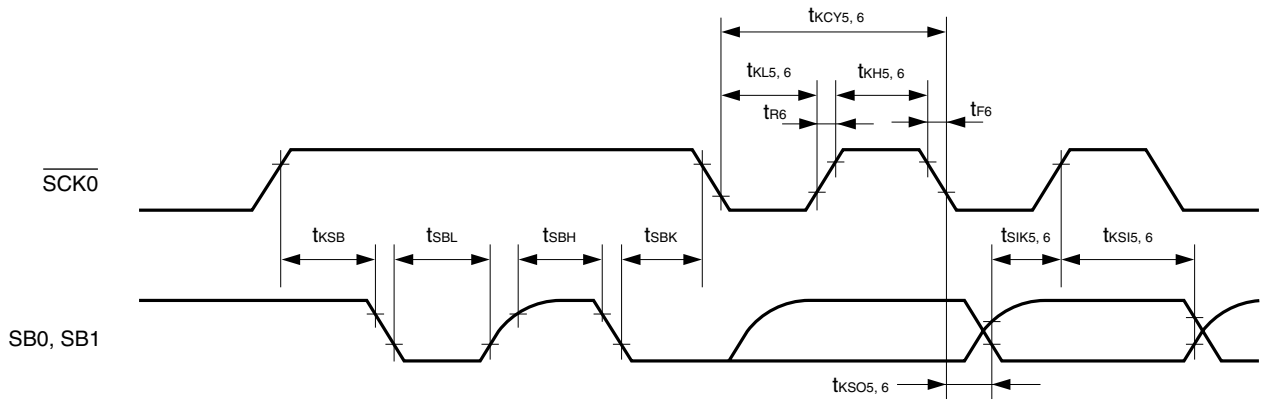 tKCY5, 6
tKL5, 6
tKH5, 6
tR6
tF6
SCK0
tKSB
tSBL
tSBH
tSBK
tSIK5, 6
tKSI5, 6
SB0, SB1
tKSO5, 6